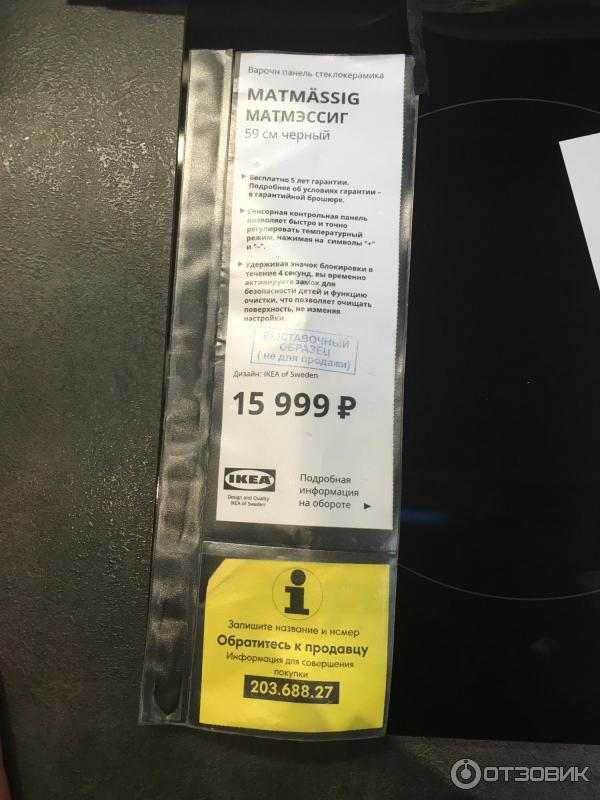 Варочн панель стеклокерамика
MATMÄSSIG
МАТМЭССИГ
59 см черный
▶ Бесплатно 5 лет гарантии.
Подробнее об условиях гарантии –
в гарантийной брошюре.
▶ Сенсорная контрольная панель
позволяет быстро и точно
регулировать температурный
режим, нажимая на символы "+"
и "–".
▶ Удерживая значок блокировки в
течение 4 секунд, вы временно
активируете замок для
безопасности детей и функцию
очистки, что позволяет очищать
поверхность, не изменяя
настройки.
ВЫСТАВОЧНЫЙ
ОБРАЗЕЦ
( не для продажи)
Дизайн: IKEA of Sweden
15 999 ₽
IKEA
Design and Quality
IKEA of Sweden
Подробная
информация
на обороте ▶
i
Запишите название и номер
Обратитесь к продавцу
Информация для совершения
покупки
203.688.27
ОТЗОВИК